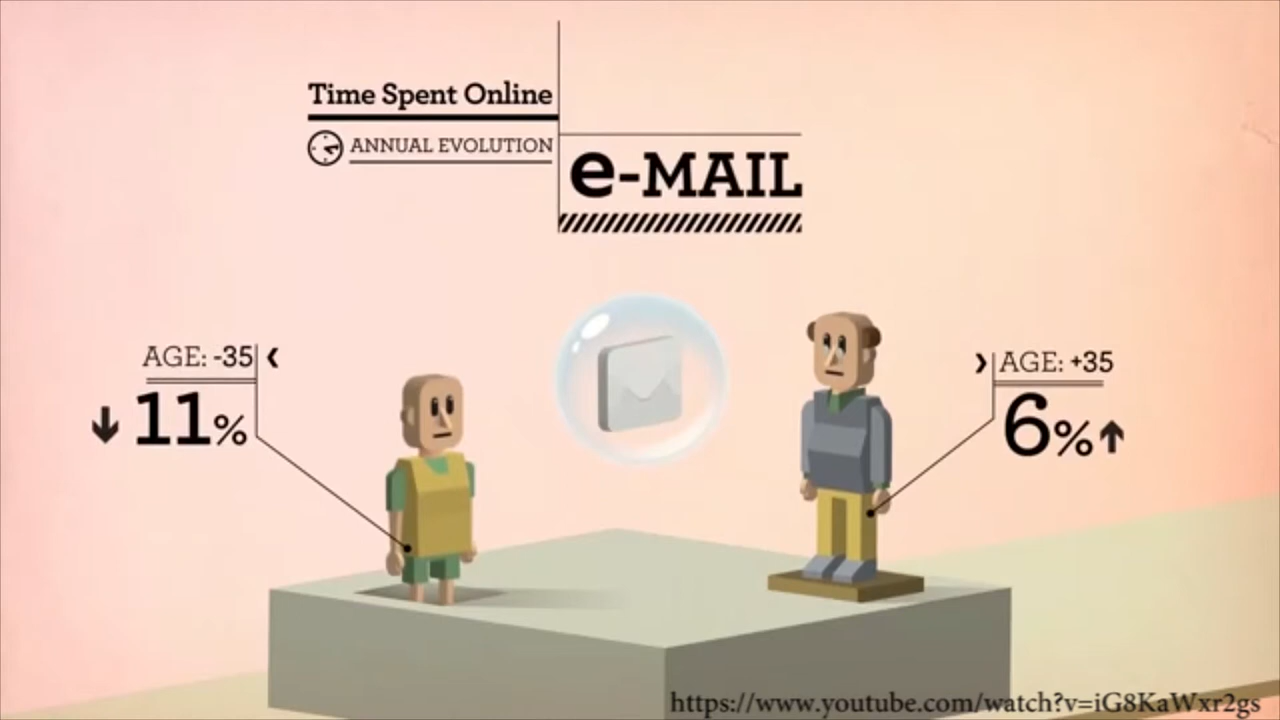 Time Spent Online
ANNUAL EVOLUTION
e-MAIL
AGE: -35
11%
AGE: +35
6%
https://www.youtube.com/watch?v=iG8KaWxr2gs